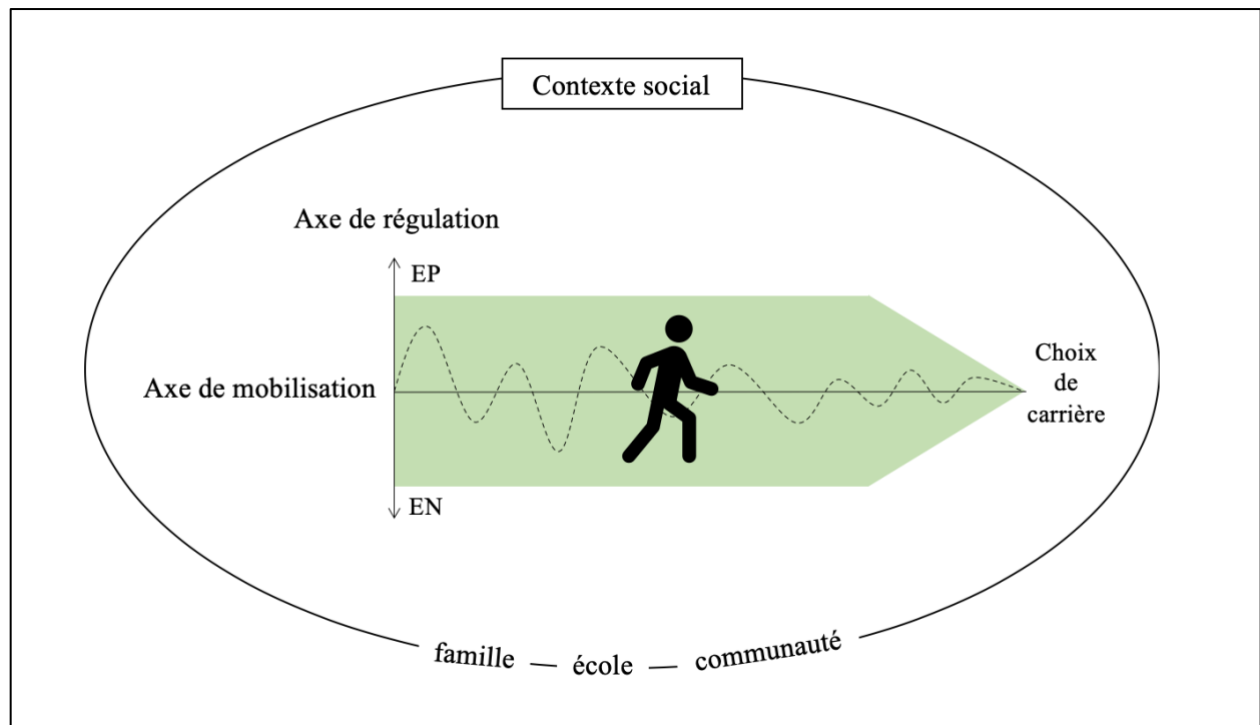 Contexte social
Axe de régulation
EP
Axe de mobilisation
Choix
de
carrière
EN
famille
école
communauté